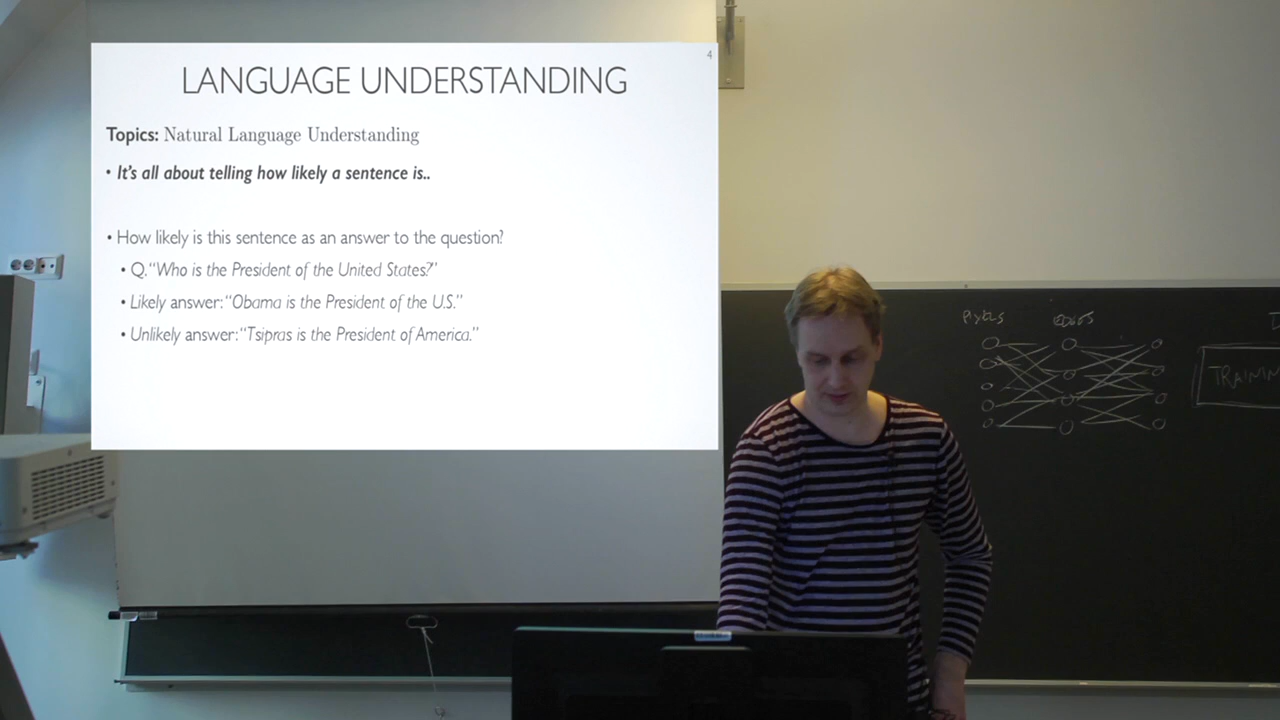 4
LANGUAGE UNDERSTANDING
Topics: Natural Language Understanding
• It's all about telling how likely a sentence is..
• How likely is this sentence as an answer to the question?
• Q. "Who is the President of the United States?"
• Likely answer: "Obama is the President of the U.S."
• Unlikely answer: "Tsipras is the President of America."
PIXELS